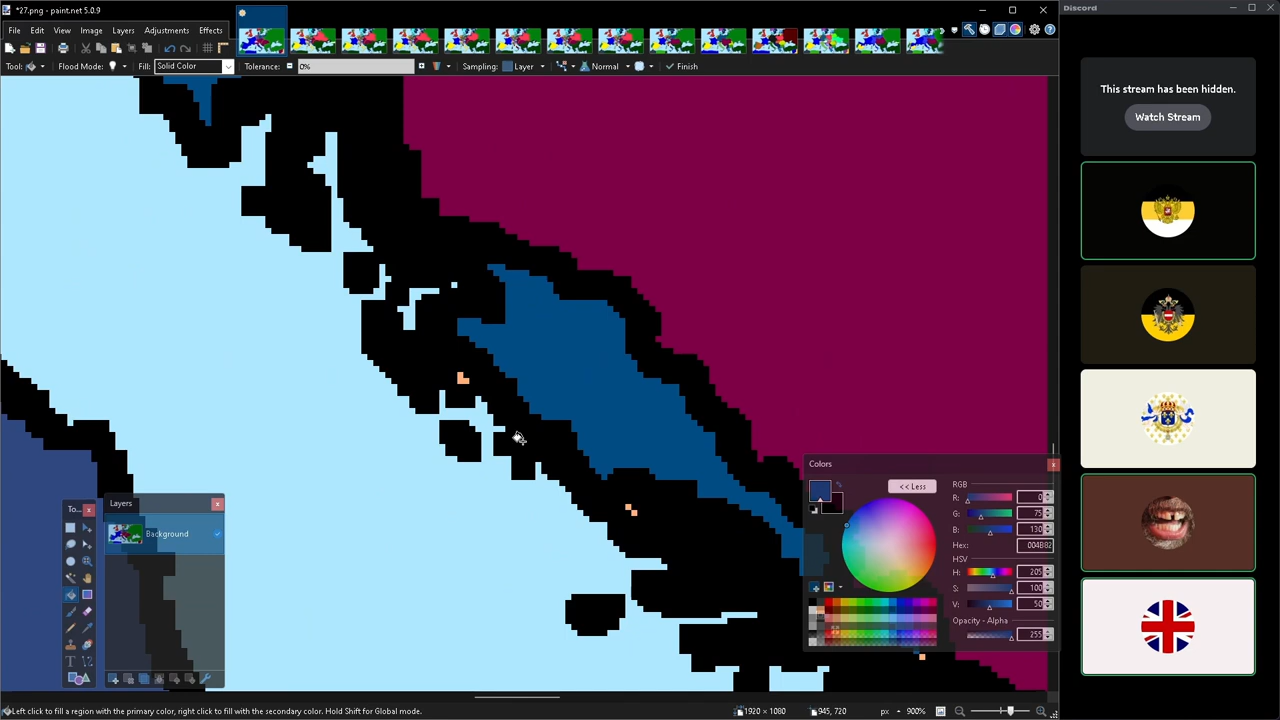 *27.png - paint.net 5.0.9
Discord
File Edit View Image Layers Adjustments Effects
Tool: Flood Mode: Fill: Solid Color Tolerance: 0% Sampling: Layer Normal Finish
This stream has been hidden.
Watch Stream
Colors
<< Less
RGB
R: 0
G: 75
B: 130
Hex: 004B82
HSV
H: 205
S: 100
V: 50
Opacity - Alpha
255
To...
Layers
Background
Left click to fill a region with the primary color, right click to fill with the secondary color. Hold Shift for Global mode.
1920 × 1080
945, 720
px
900%